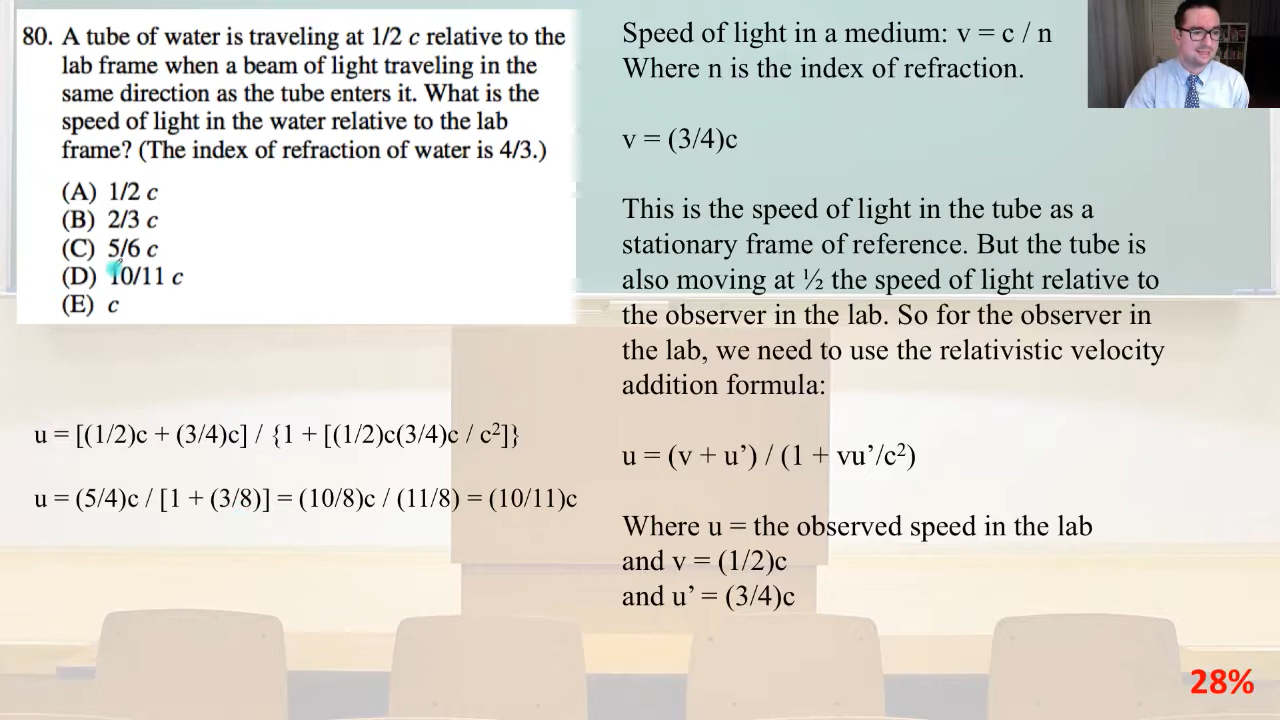 80. A tube of water is traveling at 1/2 c relative to the
lab frame when a beam of light traveling in the
same direction as the tube enters it. What is the
speed of light in the water relative to the lab
frame? (The index of refraction of water is 4/3.)
(A) 1/2 c
(B) 2/3 c
(C) 5/6 c
(D) 10/11 c
(E) c
u = [(1/2)c + (3/4)c] / {1 + [(1/2)c(3/4)c / c²]}
u = (5/4)c / [1 + (3/8)] = (10/8)c / (11/8) = (10/11)c
Speed of light in a medium: v = c / n
Where n is the index of refraction.
v = (3/4)c
This is the speed of light in the tube as a
stationary frame of reference. But the tube is
also moving at ½ the speed of light relative to
the observer in the lab. So for the observer in
the lab, we need to use the relativistic velocity
addition formula:
u = (v + u’) / (1 + vu’/c²)
Where u = the observed speed in the lab
and v = (1/2)c
and u’ = (3/4)c
28%